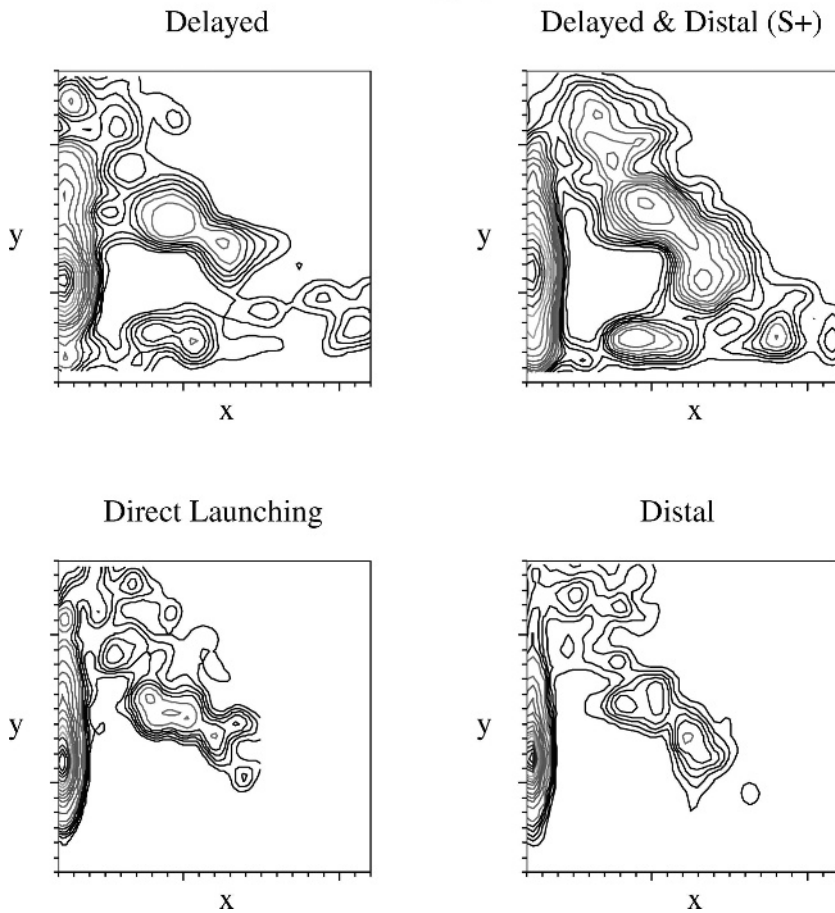 Delayed
Delayed & Distal (S+)
y
y
x
x
Direct Launching
Distal
y
y
x
x